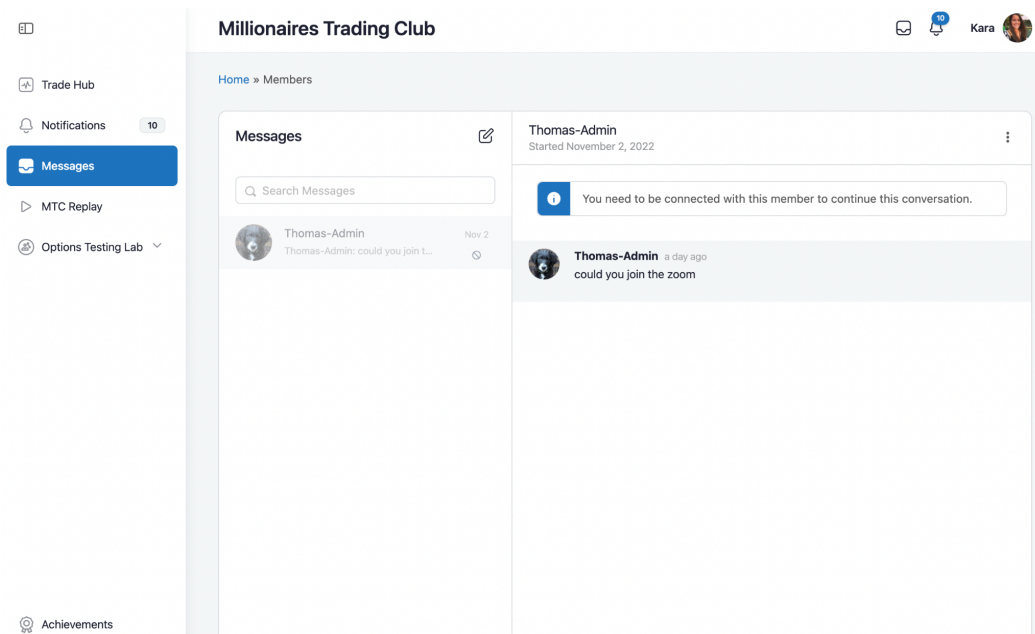 Millionaires Trading Club
10
Kara
Trade Hub
Notifications 10
Messages
MTC Replay
Options Testing Lab
Achievements
Home » Members
Messages
Search Messages
Thomas-Admin Nov 2
Thomas-Admin: could you join t...
Thomas-Admin
Started November 2, 2022
You need to be connected with this member to continue this conversation.
Thomas-Admin a day ago
could you join the zoom